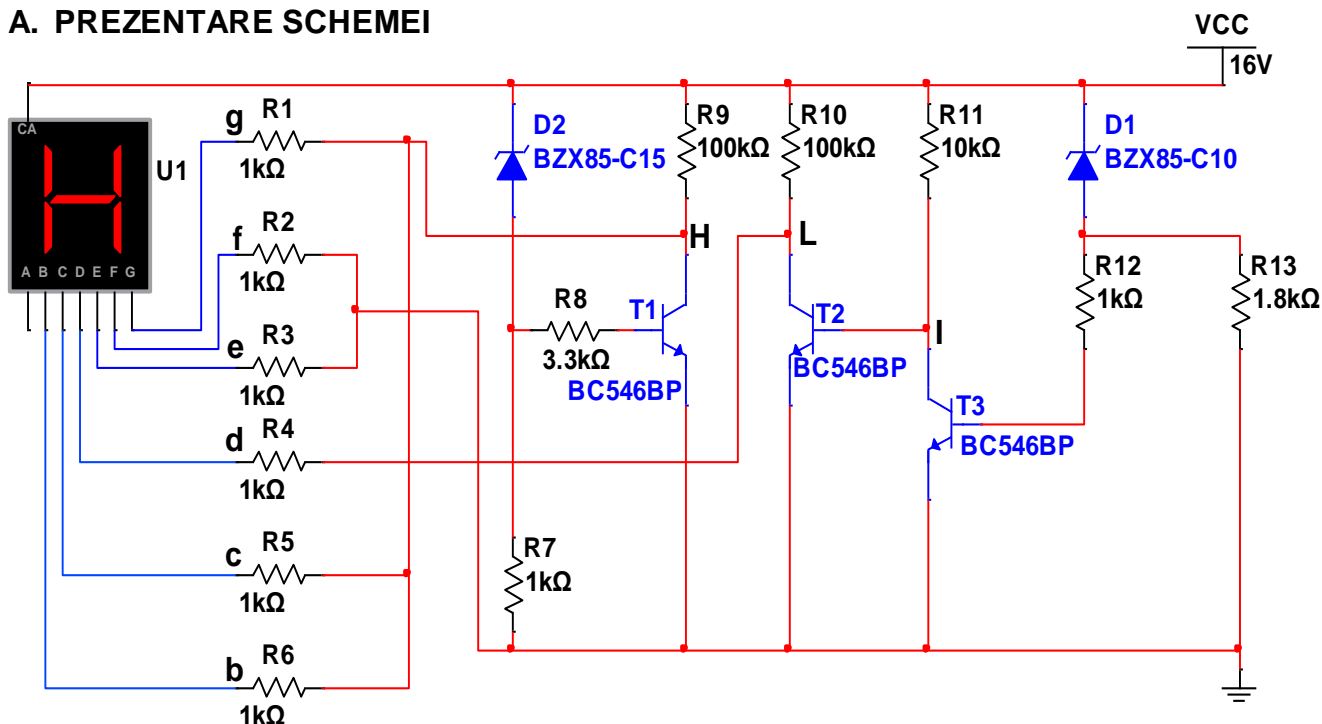 A. PREZENTARE SCHEMEI
VCC
16V
CA
U1
A B C D E F G
g
R1
1kΩ
f
R2
1kΩ
e
R3
1kΩ
d
R4
1kΩ
c
R5
1kΩ
b
R6
1kΩ
D2
BZX85-C15
R9
100kΩ
R10
100kΩ
R11
10kΩ
D1
BZX85-C10
H
L
I
R8
3.3kΩ
T1
BC546BP
T2
BC546BP
T3
BC546BP
R12
1kΩ
R13
1.8kΩ
R7
1kΩ